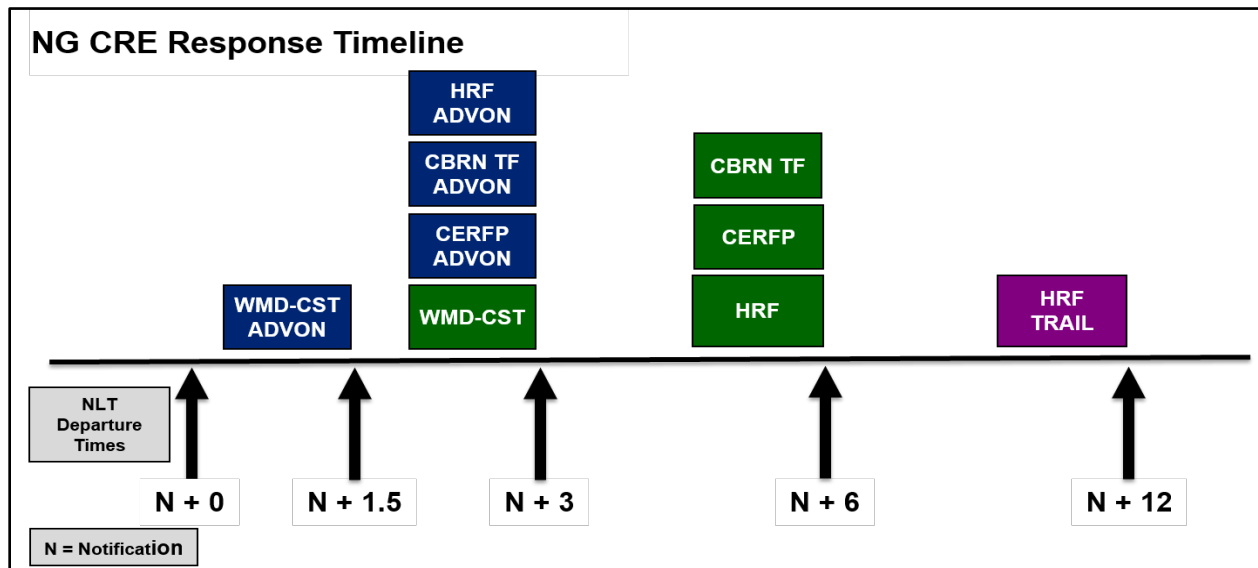 NG CRE Response Timeline
HRF
ADVON
CBRN TF
ADVON
CERFP
ADVON
WMD-CST
ADVON
WMD-CST
CBRN TF
CERFP
HRF
HRF
TRAIL
NLT
Departure
Times
N + 0
N + 1.5
N + 3
N + 6
N + 12
N = Notification